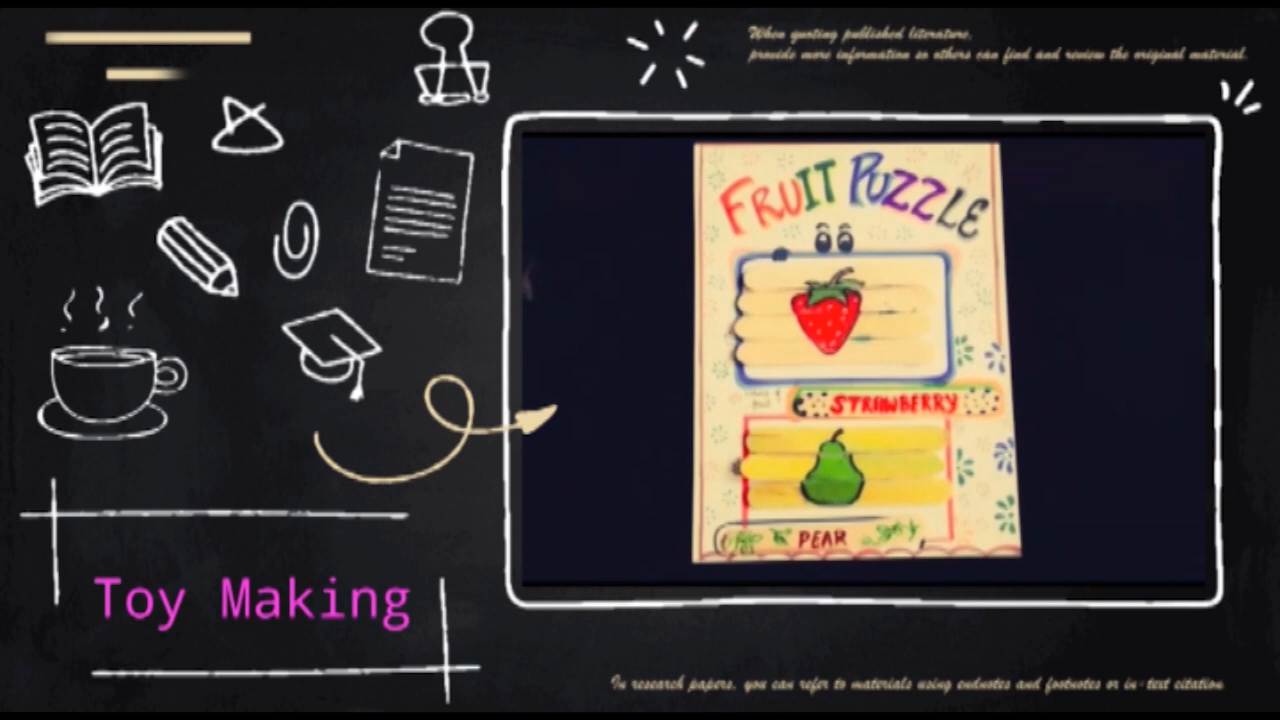 When quoting published literature,
provide more information so others can find and review the original material.
FRUIT PUZZLE
STRAWBERRY
PEAR
Toy Making
In research papers, you can refer to materials using endnotes and footnotes or in-text citation